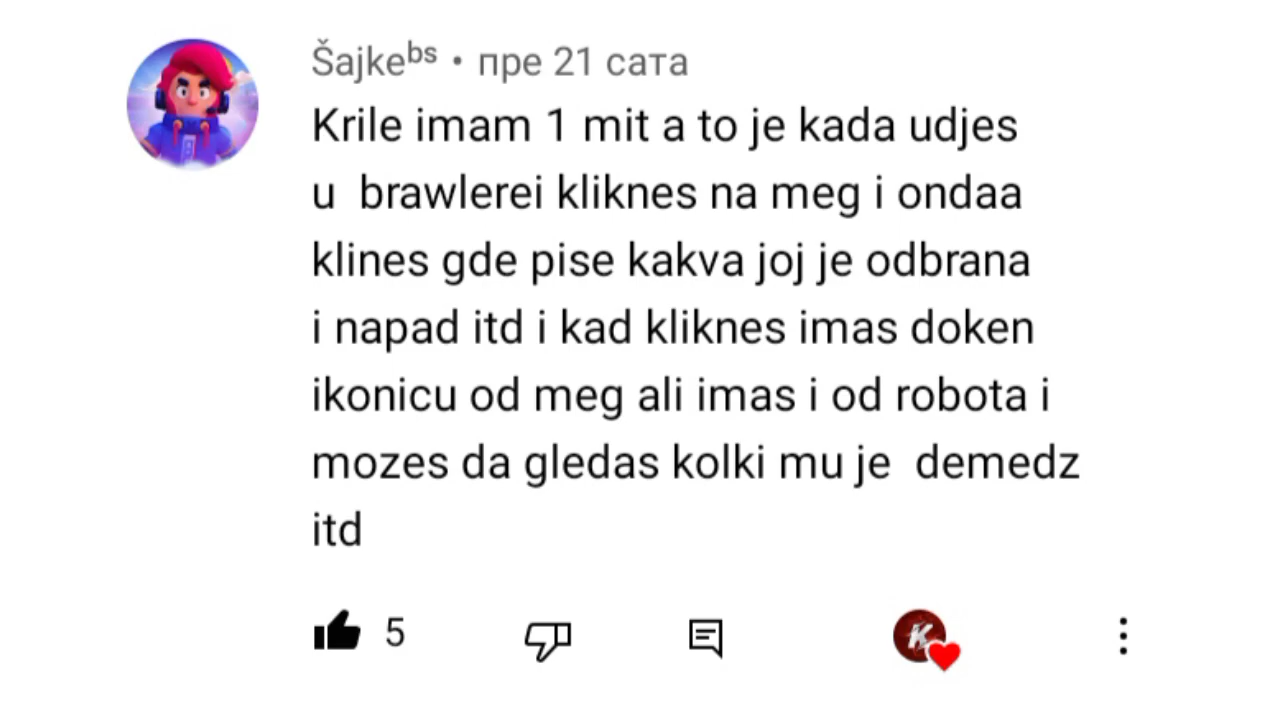 Šajkeᵇˢ • пре 21 сата
Krile imam 1 mit a to je kada udjes
u  brawlerei kliknes na meg i ondaa
klines gde pise kakva joj je odbrana
i napad itd i kad kliknes imas doken
ikonicu od meg ali imas i od robota i
mozes da gledas kolki mu je  demedz
itd
5
K